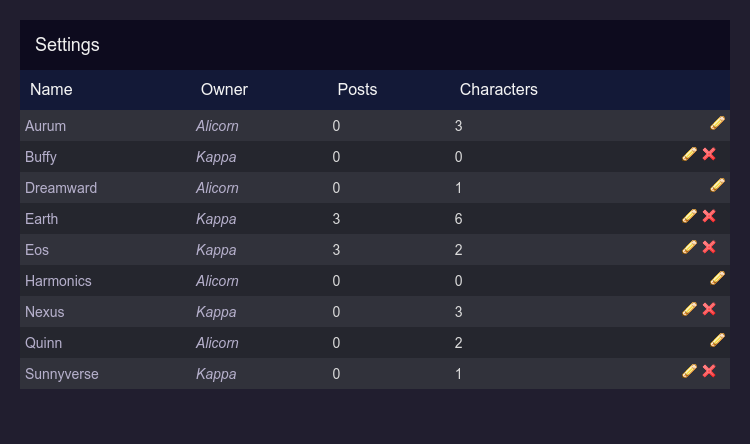 Settings
Name Owner Posts Characters
Aurum Alicorn 0 3
Buffy Kappa 0 0
Dreamward Alicorn 0 1
Earth Kappa 3 6
Eos Kappa 3 2
Harmonics Alicorn 0 0
Nexus Kappa 0 3
Quinn Alicorn 0 2
Sunnyverse Kappa 0 1